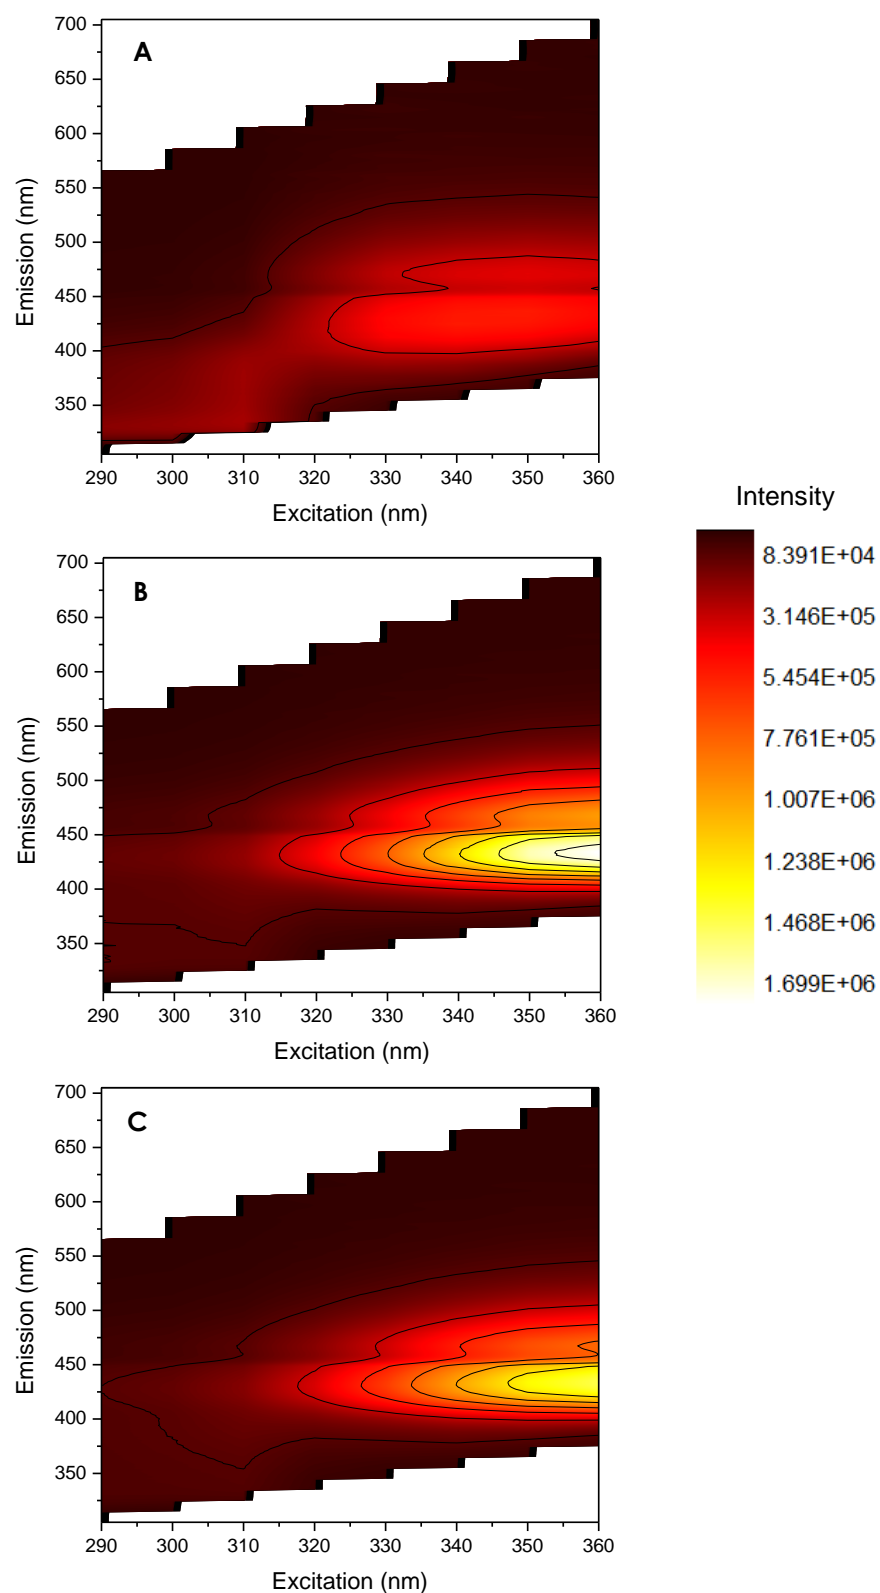 A
700
650
600
550
500
450
400
350
Emission (nm)
290 300 310 320 330 340 350 360
Excitation (nm)
Intensity
8.391E+04
3.146E+05
5.454E+05
7.761E+05
1.007E+06
1.238E+06
1.468E+06
1.699E+06
B
700
650
600
550
500
450
400
350
Emission (nm)
290 300 310 320 330 340 350 360
Excitation (nm)
C
700
650
600
550
500
450
400
350
Emission (nm)
290 300 310 320 330 340 350 360
Excitation (nm)